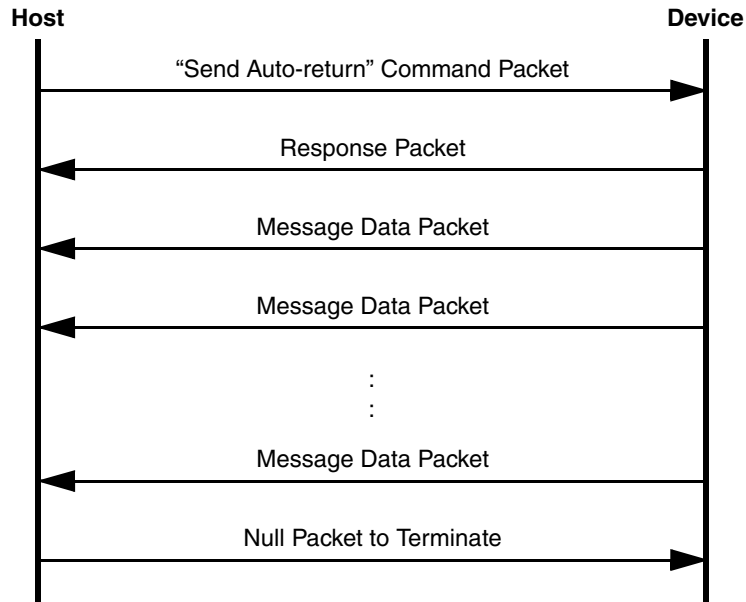 Host Device
“Send Auto-return” Command Packet
Response Packet
Message Data Packet
Message Data Packet
:
:
Message Data Packet
Null Packet to Terminate